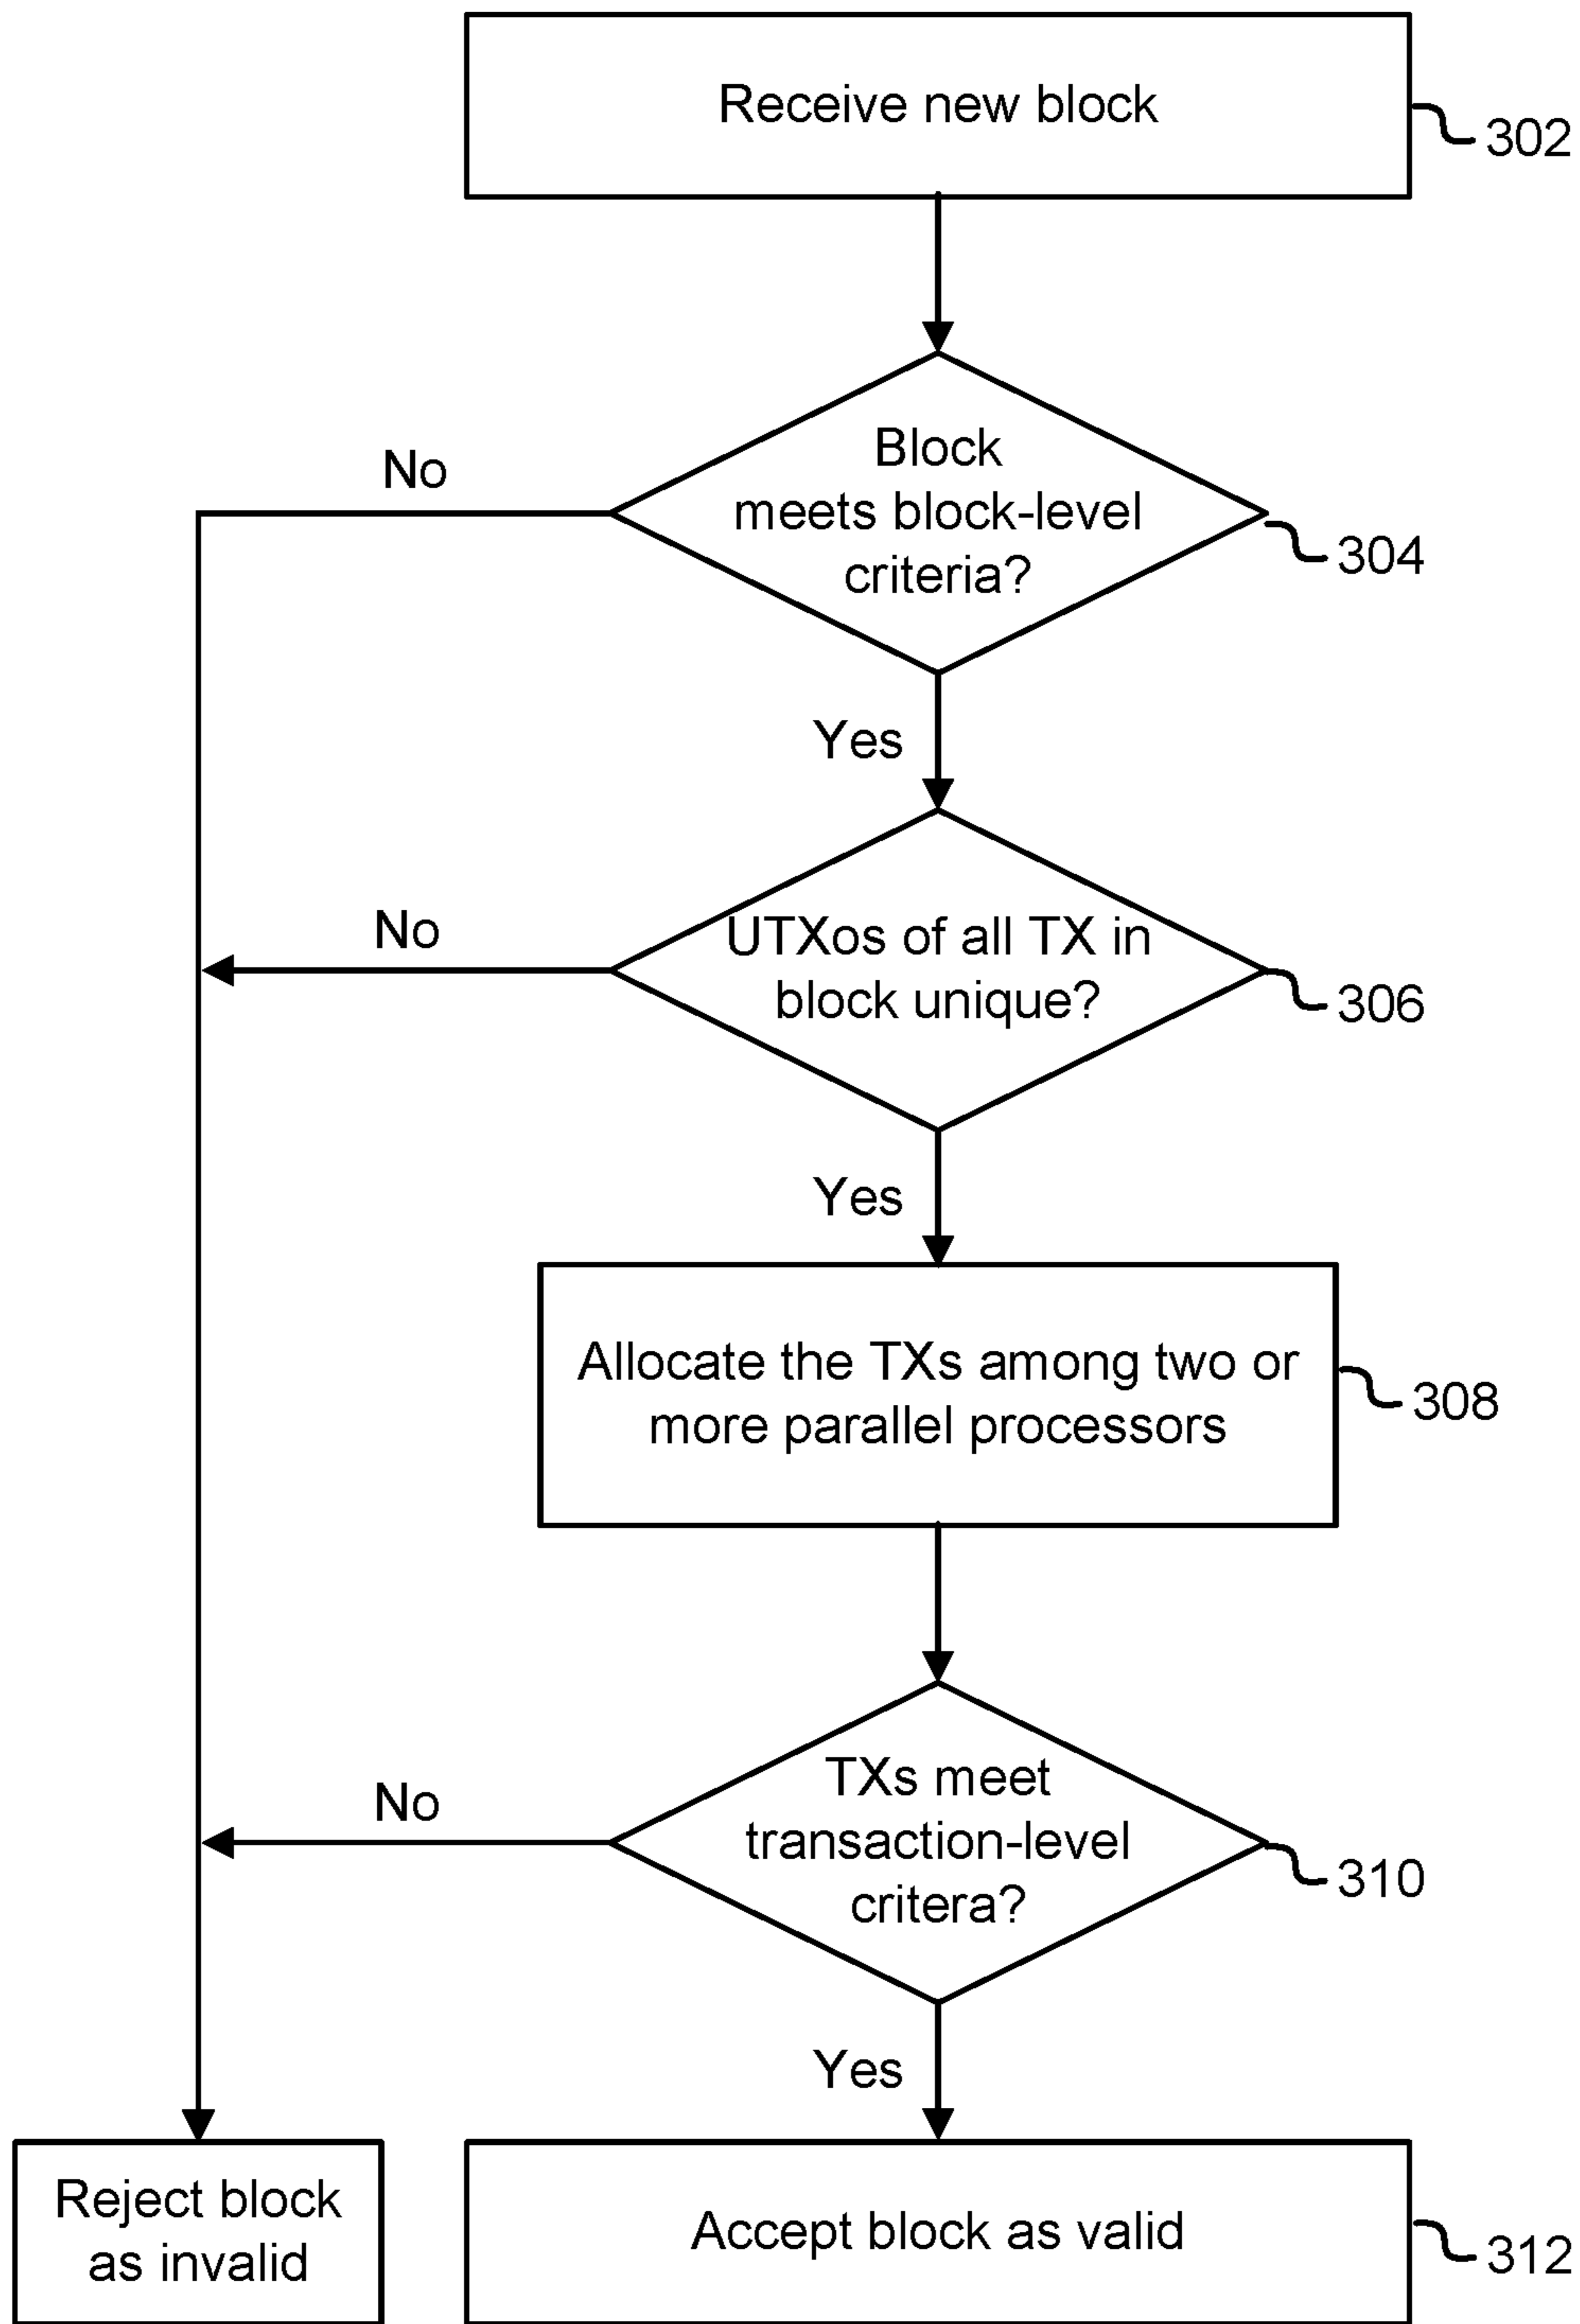 Receive new block
302
Block
meets block-level
criteria?
304
No
Yes
UTXOs of all TX in
block unique?
306
No
Yes
Allocate the TXs among two or
more parallel processors
308
TXs meet
transaction-level
critera?
310
No
Yes
Reject block
as invalid
Accept block as valid
312